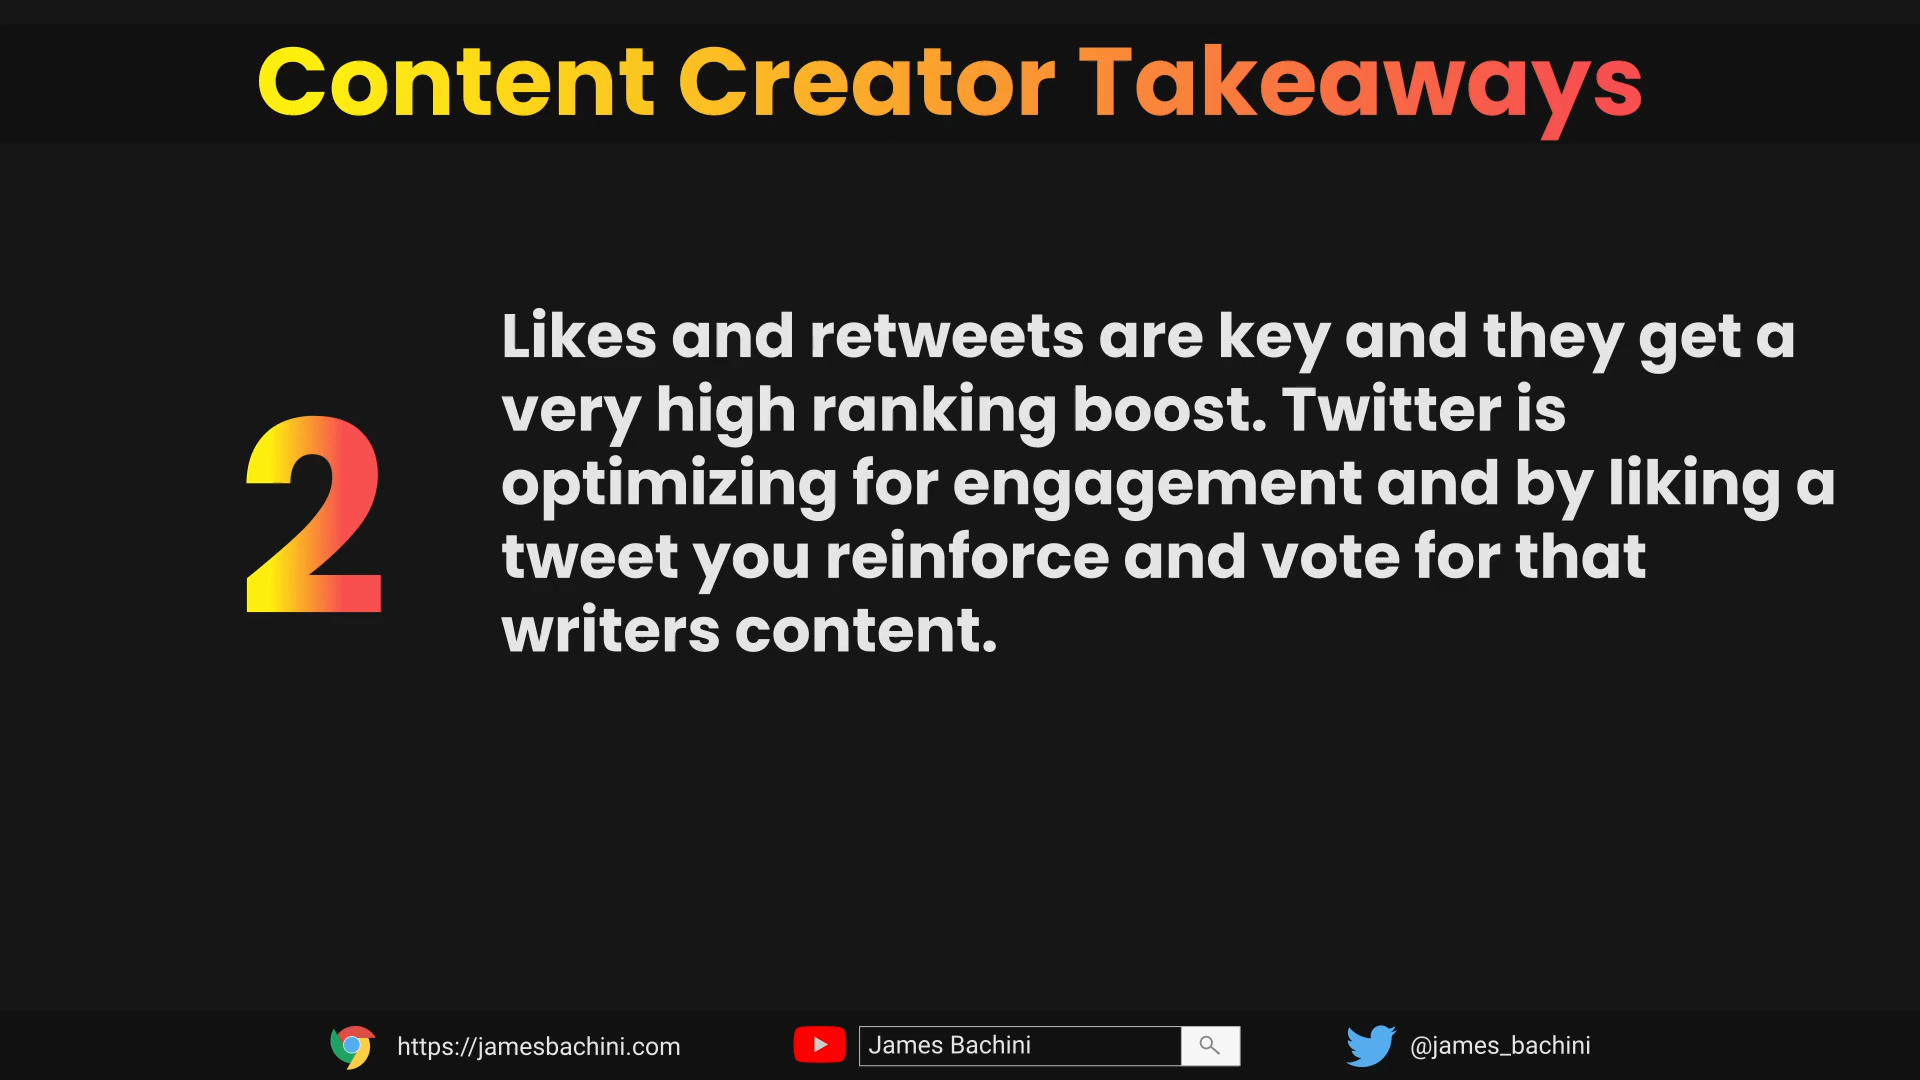 Content Creator Takeaways
2
Likes and retweets are key and they get a
very high ranking boost. Twitter is
optimizing for engagement and by liking a
tweet you reinforce and vote for that
writers content.
https://jamesbachini.com
James Bachini
@james_bachini